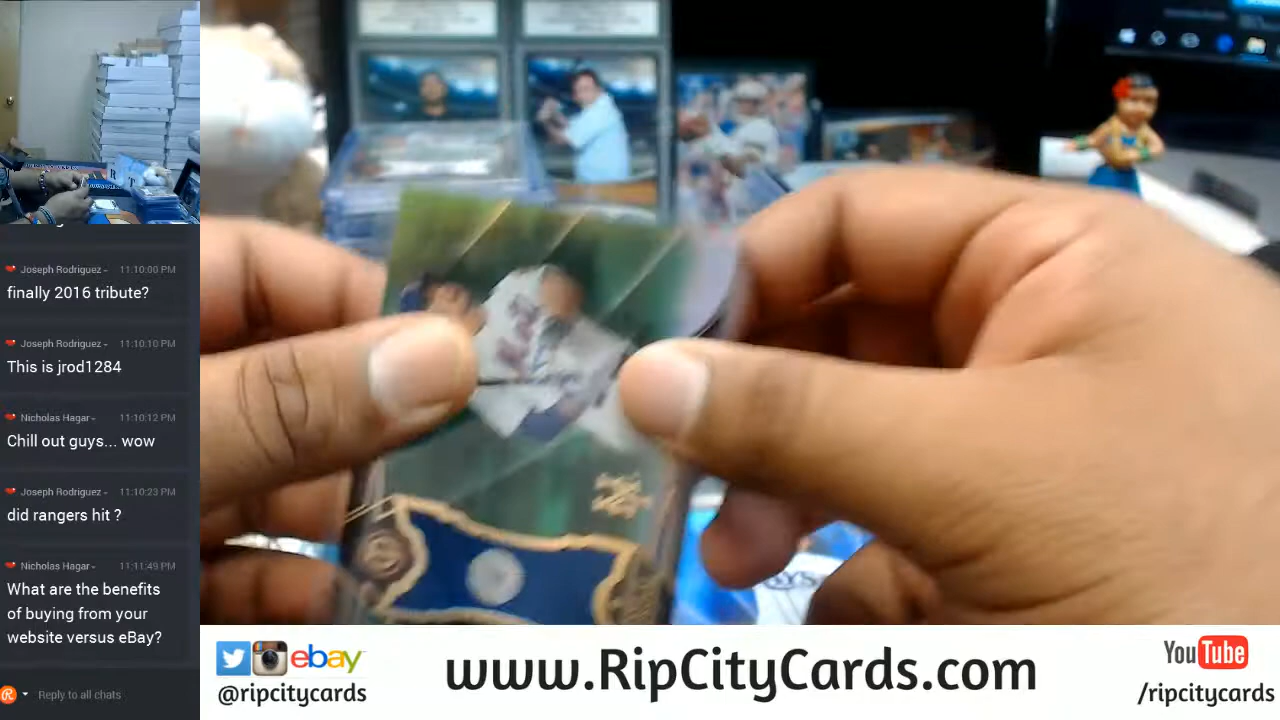 Joseph Rodriguez- 11:10:00 PM
finally 2016 tribute?
Joseph Rodriguez- 11:10:10 PM
This is jrod1284
Nicholas Hagar- 11:10:12 PM
Chill out guys... wow
Joseph Rodriguez- 11:10:23 PM
did rangers hit ?
Nicholas Hagar- 11:11:49 PM
What are the benefits
of buying from your
website versus eBay?
Reply to all chats
ebay
@ripcitycards
www.RipCityCards.com
YouTube
/ripcitycards